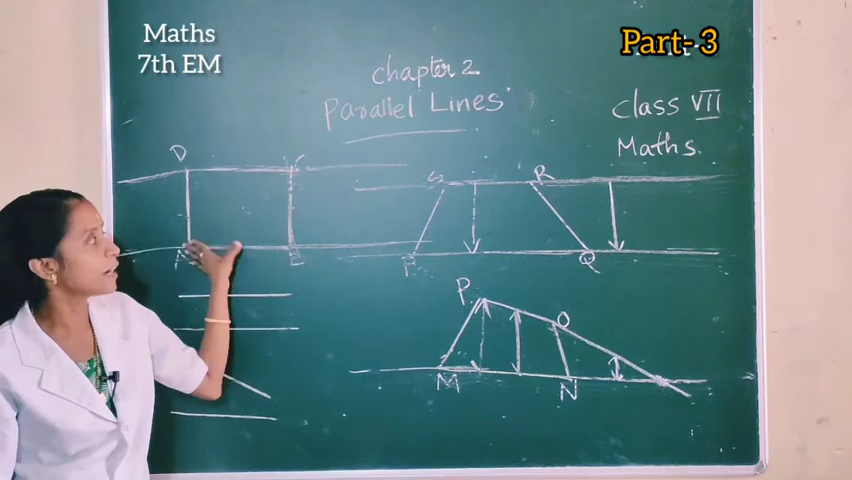 Maths
7th EM
Part-3
chapter 2
Parallel Lines
class VII
Maths.
D
S R
P Q
P
O
M
N